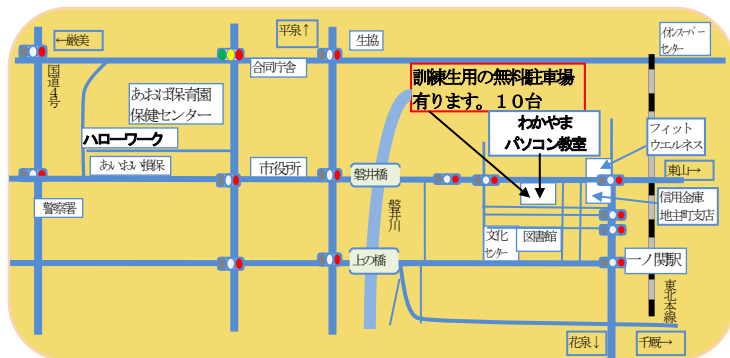 ←厳美
平泉↑
生協
イオンスーパー
センター
国道4号
合同庁舎
訓練生用の無料駐車場
有ります。１０台
あおば保育園
保健センター
わかやま
パソコン教室
ハローワーク
フィット
ウエルネス
あいおい損保
市役所
磐井橋
東山→
警察署
磐井川
信用金庫
地主町支店
文化
センター
図書館
上の橋
一ノ関駅
東北本線
花泉↓
千厩→